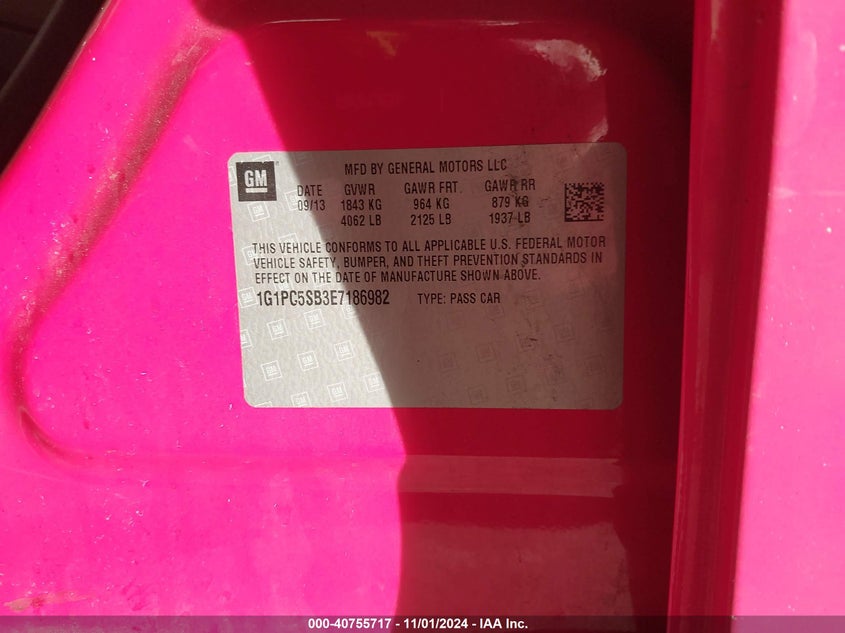 GM
MFD BY GENERAL MOTORS LLC
DATE GVWR GAWR FRT. GAWR RR
09/13 1843 KG 964 KG 879 KG
4062 LB 2125 LB 1937 LB
THIS VEHICLE CONFORMS TO ALL APPLICABLE U.S. FEDERAL MOTOR
VEHICLE SAFETY, BUMPER, AND THEFT PREVENTION STANDARDS IN
EFFECT ON THE DATE OF MANUFACTURE SHOWN ABOVE.
1G1PC5SB3E7186982 TYPE: PASS CAR
000-40755717 - 11/01/2024 - IAA Inc.